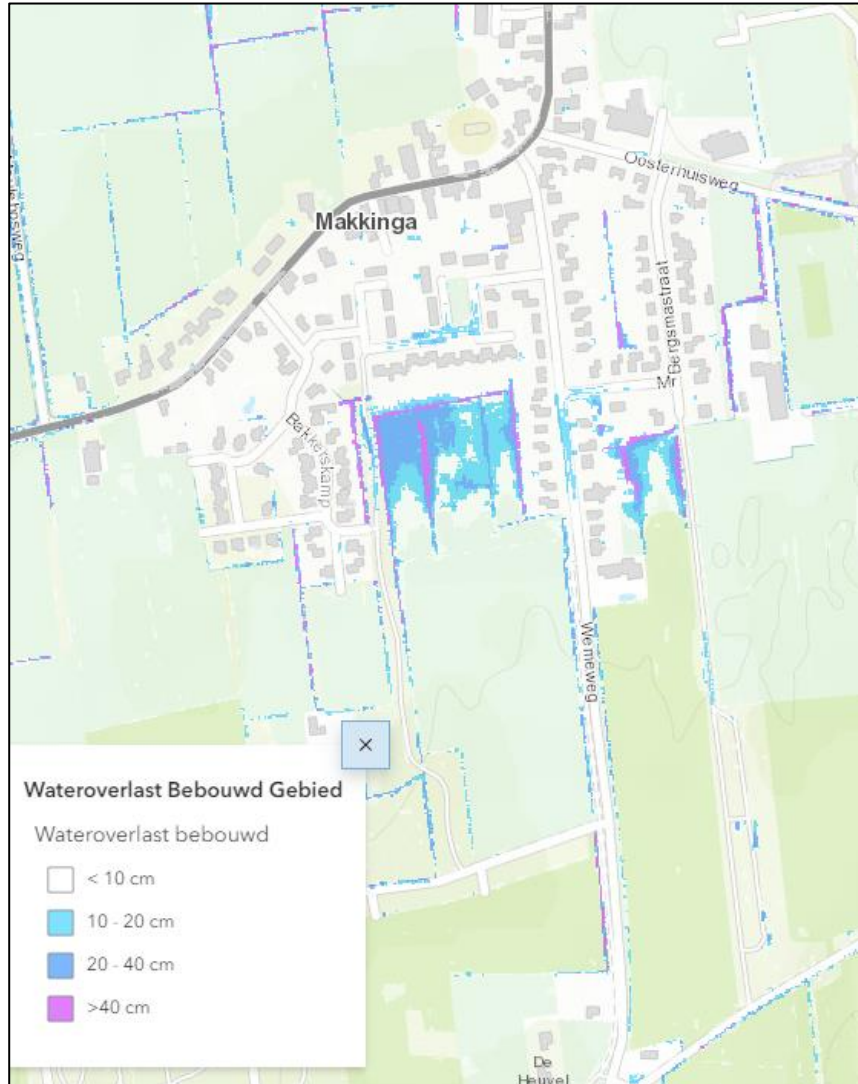 Oosterhuisweg
Makkinga
Bergsmastraat
Mr
Bakkerskamp
Wemeweg
Wateroverlast Bebouwd Gebied
Wateroverlast bebouwd
< 10 cm
10 - 20 cm
20 - 40 cm
>40 cm
De
Heuvel